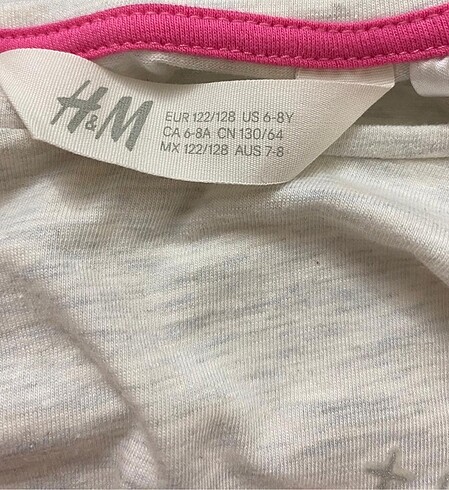 H&M
EUR 122/128 US 6-8Y
CA 6-8A CN 130/64
MX 122/128 AUS 7-8